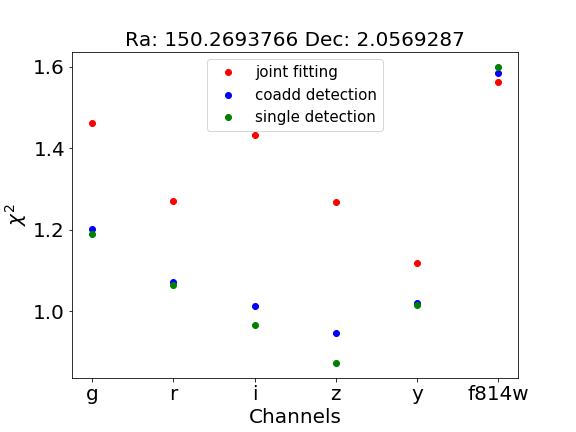 Ra: 150.2693766 Dec: 2.0569287
joint fitting
coadd detection
single detection
1.6
1.4
1.2
1.0
χ²
g r i z y f814w
Channels